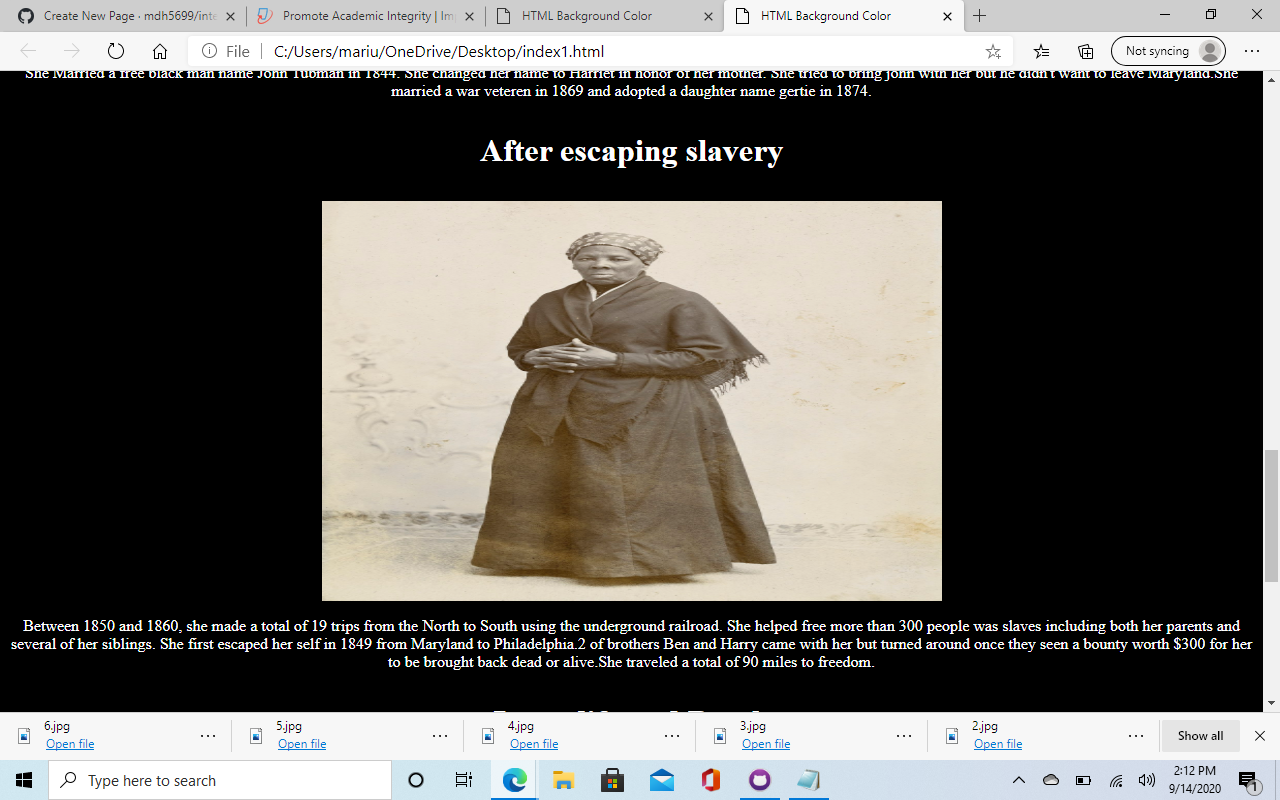 Create New Page · mdh5699/inte
Promote Academic Integrity | Im
HTML Background Color
HTML Background Color
File
C:/Users/mariu/OneDrive/Desktop/index1.html
Not syncing
She Married a free black man name John Tubman in 1844. She changed her name to Harriet in honor of her mother. She tried to bring john with her but he didn't want to leave Maryland.She
married a war veteren in 1869 and adopted a daughter name gertie in 1874.
After escaping slavery
Between 1850 and 1860, she made a total of 19 trips from the North to South using the underground railroad. She helped free more than 300 people was slaves including both her parents and
several of her siblings. She first escaped her self in 1849 from Maryland to Philadelphia.2 of brothers Ben and Harry came with her but turned around once they seen a bounty worth $300 for her
to be brought back dead or alive.She traveled a total of 90 miles to freedom.
6.jpg
Open file
5.jpg
Open file
4.jpg
Open file
3.jpg
Open file
2.jpg
Open file
Show all
Type here to search
2:12 PM
9/14/2020
1